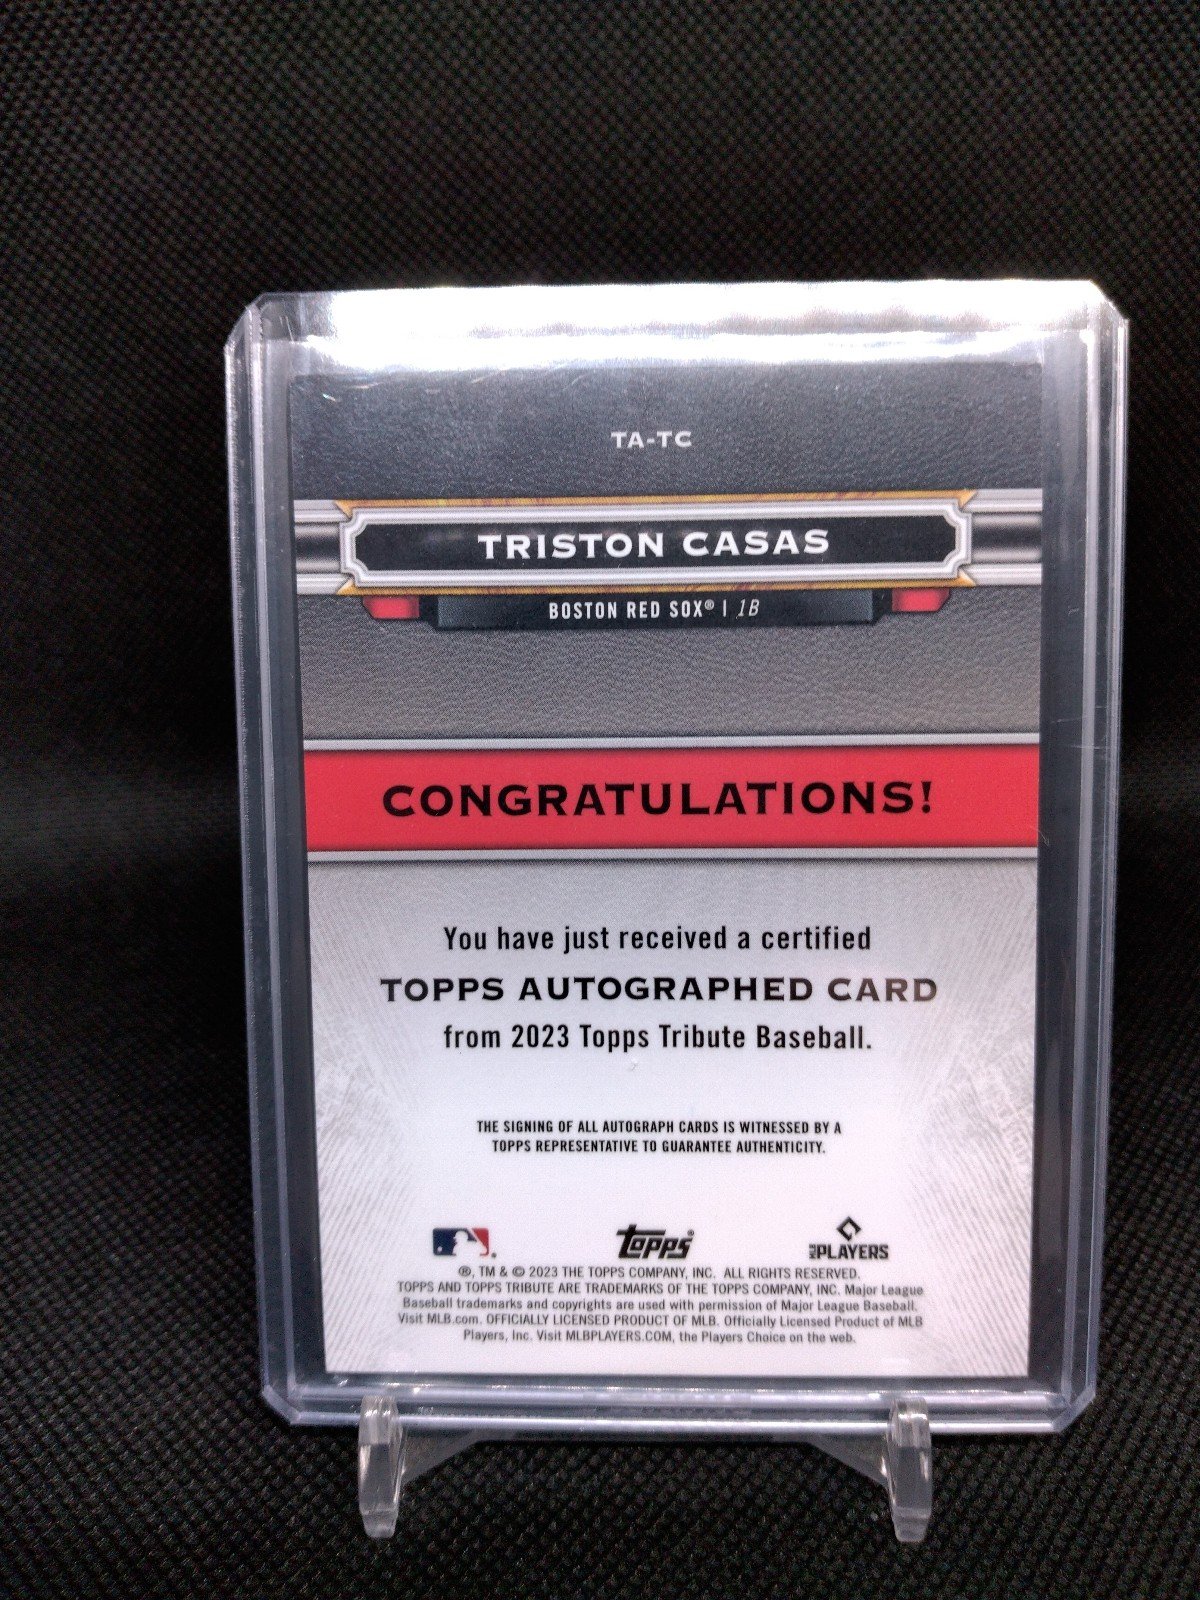 TA-TC
TRISTON CASAS
BOSTON RED SOX® | 1B
CONGRATULATIONS!
You have just received a certified
TOPPS AUTOGRAPHED CARD
from 2023 Topps Tribute Baseball.
THE SIGNING OF ALL AUTOGRAPH CARDS IS WITNESSED BY A
TOPPS REPRESENTATIVE TO GUARANTEE AUTHENTICITY.
topps PLAYERS
®, TM & © 2023 THE TOPPS COMPANY, INC. ALL RIGHTS RESERVED.
TOPPS AND TOPPS TRIBUTE ARE TRADEMARKS OF THE TOPPS COMPANY, INC. Major League
Baseball trademarks and copyrights are used with permission of Major League Baseball.
Visit MLB.com. OFFICIALLY LICENSED PRODUCT OF MLB. Officially Licensed Product of MLB
Players, Inc. Visit MLBPLAYERS.COM, the Players Choice on the web.